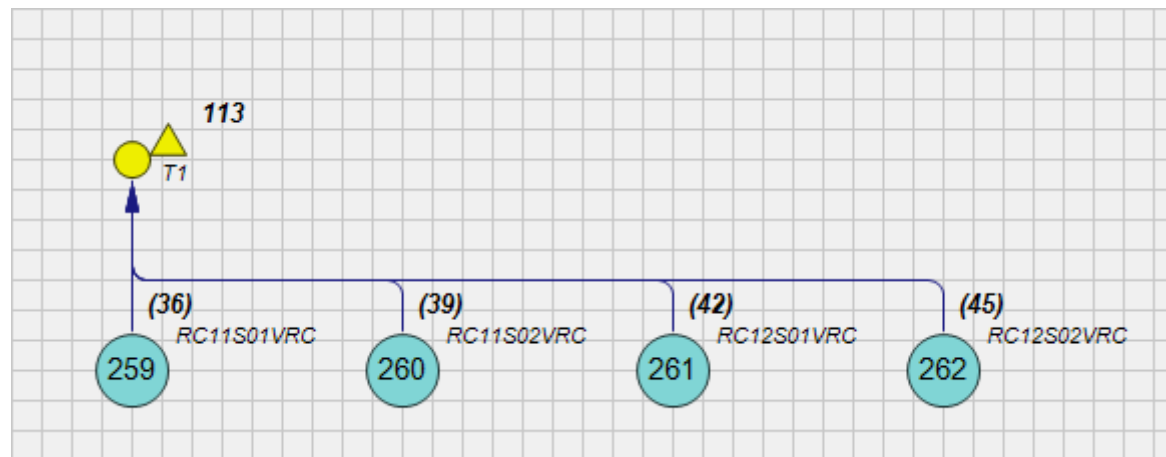 113
T1
(36)
RC11S01VRC
(39)
RC11S02VRC
(42)
RC12S01VRC
(45)
RC12S02VRC
259
260
261
262